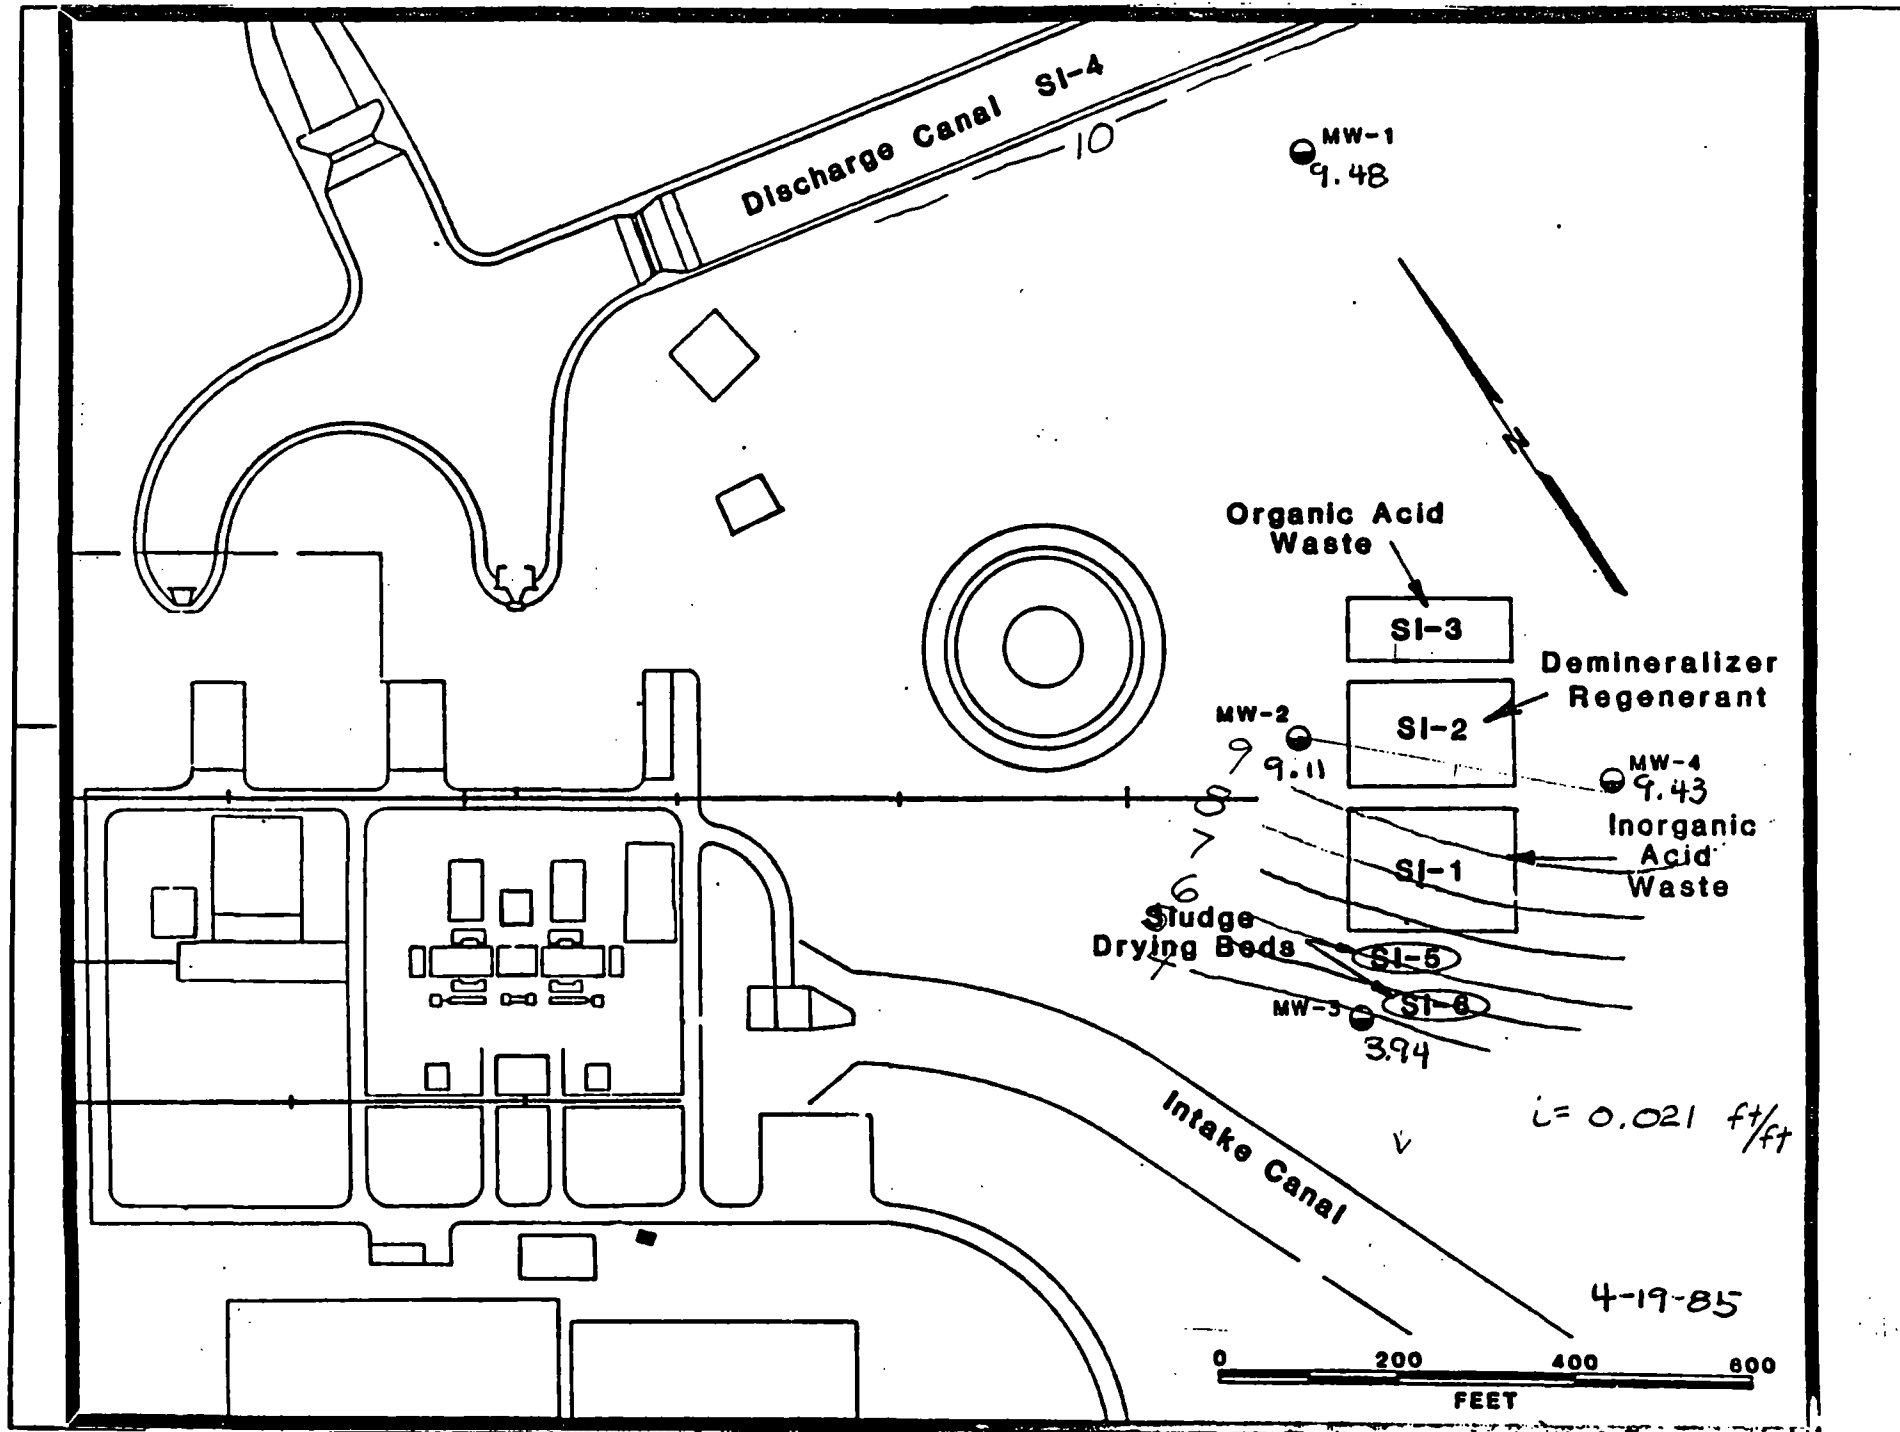 Discharge Canal SI-4
10
MW-1
9.48
N
Organic Acid
Waste
SI-3
Demineralizer
Regenerant
SI-2
MW-2
9.11
MW-4
9.43
9
8
7
6
5
4
Inorganic
Acid
Waste
SI-1
Sludge
Drying Beds
SI-5
SI-6
MW-3
3.94
i= 0.021 ft/ft
Intake Canal
4-19-85
0 200 400 600
FEET